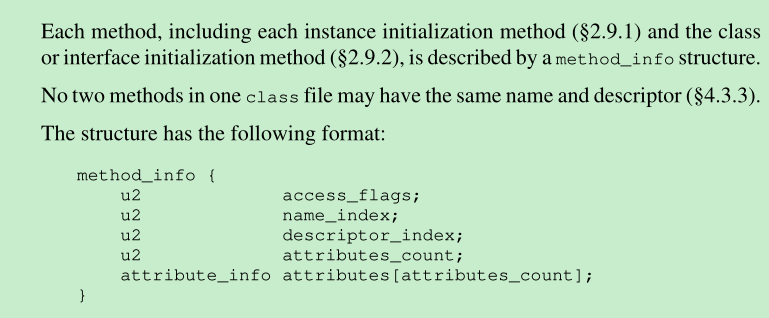 Each method, including each instance initialization method (§2.9.1) and the class
or interface initialization method (§2.9.2), is described by a method_info structure.
No two methods in one class file may have the same name and descriptor (§4.3.3).
The structure has the following format:
method_info {
    u2             access_flags;
    u2             name_index;
    u2             descriptor_index;
    u2             attributes_count;
    attribute_info attributes[attributes_count];
}